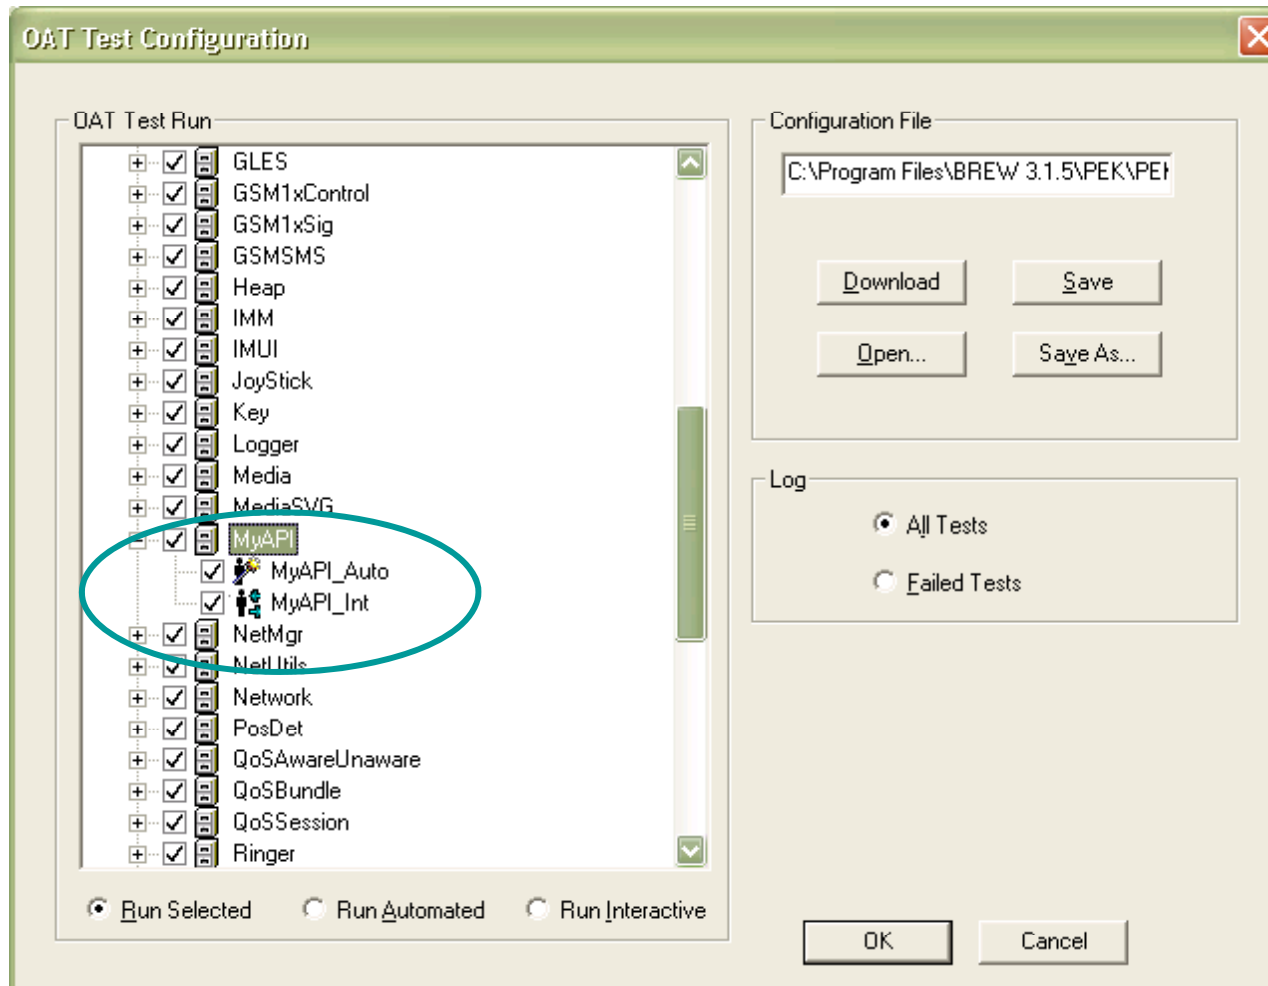 OAT Test Configuration
OAT Test Run
GLES
GSM1xControl
GSM1xSig
GSMSMS
Heap
IMM
IMUI
JoyStick
Key
Logger
Media
MediaSVG
MyAPI
MyAPI_Auto
MyAPI_Int
NetMgr
NetUtils
Network
PosDet
QoSAwareUnaware
QoSBundle
QoSSession
Ringer
Run Selected
Run Automated
Run Interactive
Configuration File
C:\Program Files\BREW 3.1.5\PEK\PEK
Download
Save
Open...
Save As...
Log
All Tests
Failed Tests
OK
Cancel